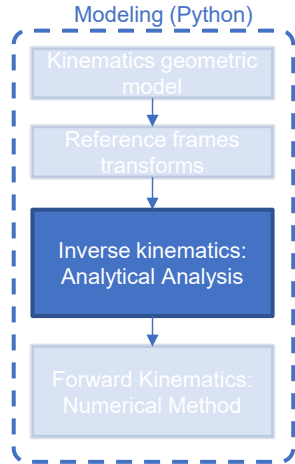 Modeling (Python)
Kinematics geometric
model
Reference frames
transforms
Inverse kinematics:
Analytical Analysis
Forward Kinematics:
Numerical Method